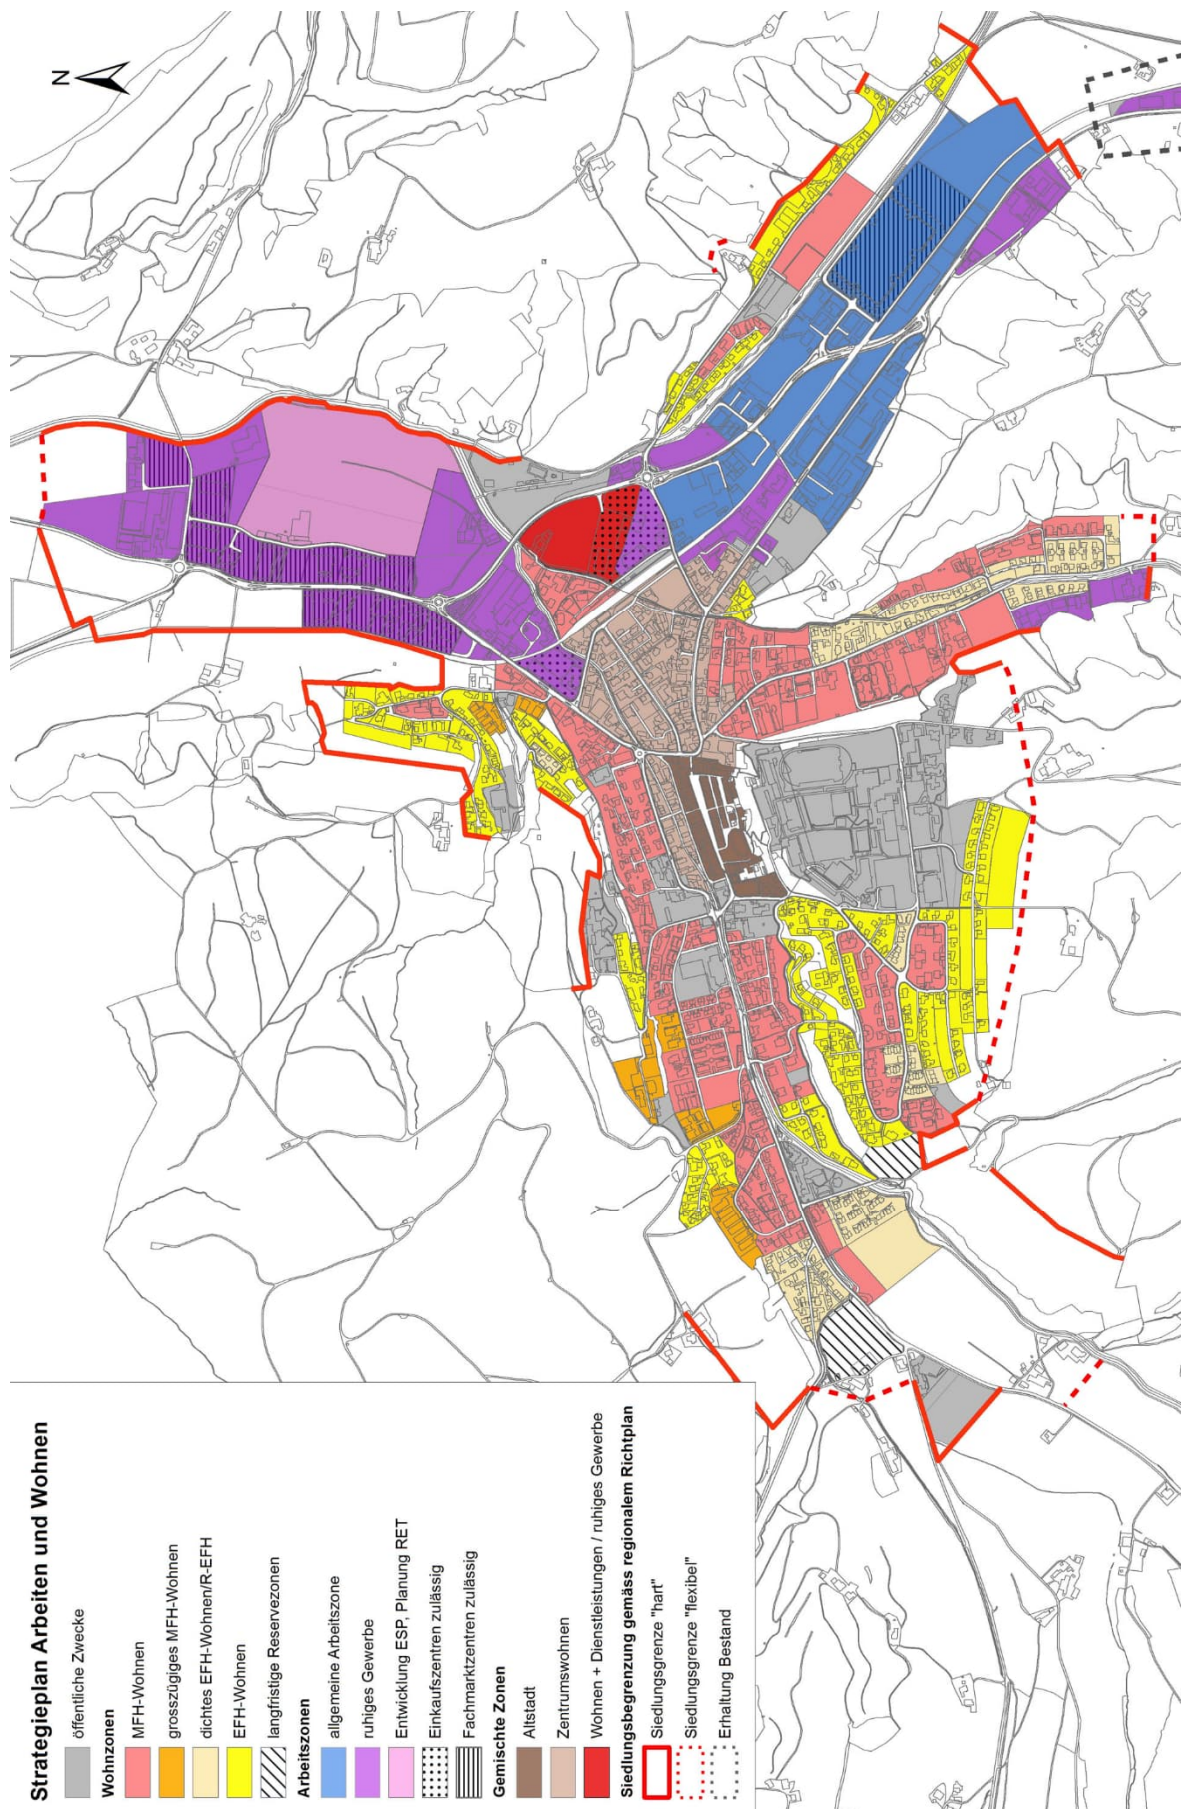 N
Strategieplan Arbeiten und Wohnen
öffentliche Zwecke
Wohnzonen
MFH-Wohnen
grosszügiges MFH-Wohnen
dichtes EFH-Wohnen/R-EFH
EFH-Wohnen
langfristige Reservezonen
Arbeitszonen
allgemeine Arbeitszone
ruhiges Gewerbe
Entwicklung ESP, Planung RET
Einkaufszentren zulässig
Fachmarktzentren zulässig
Gemischte Zonen
Altstadt
Zentrumswohnen
Wohnen + Dienstleistungen / ruhiges Gewerbe
Siedlungsbegrenzung gemäss regionalem Richtplan
Siedlungsgrenze "hart"
Siedlungsgrenze "flexibel"
Erhaltung Bestand